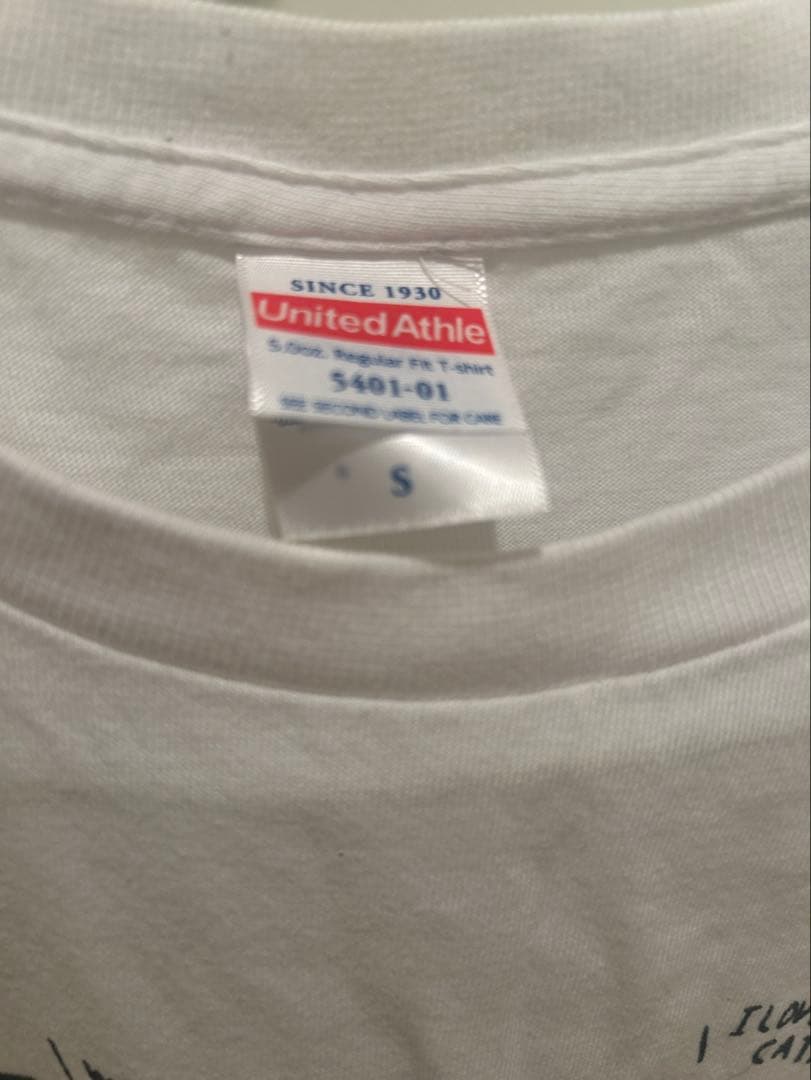 SINCE 1930
United Athle
5.0oz. Regular Fit T-shirt
5401-01
SEE SECOND LABEL FOR CARE
S
I